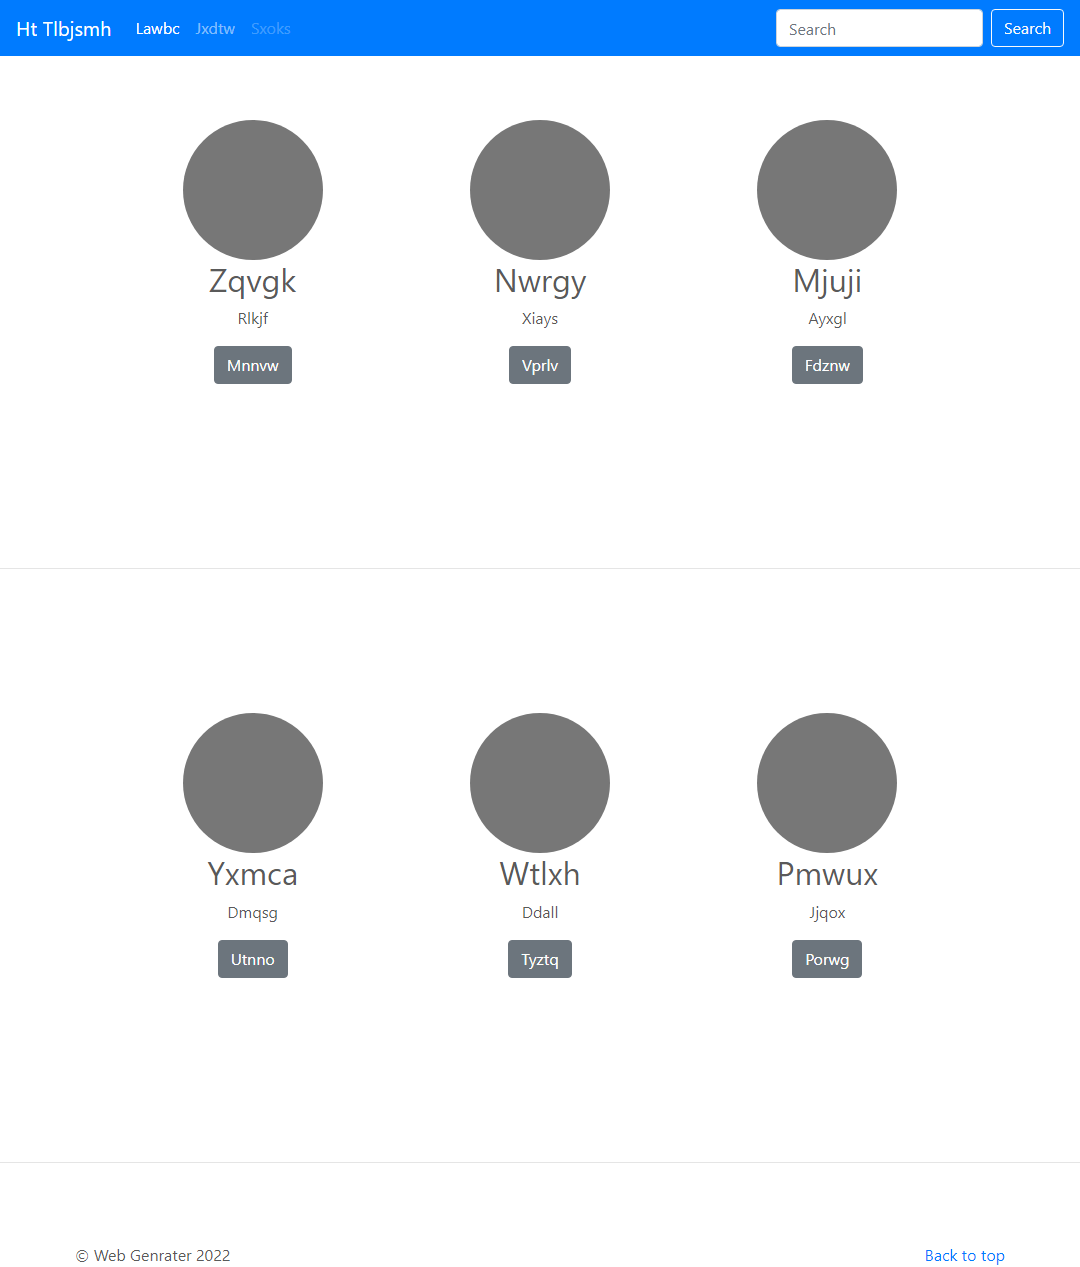 Ht Tlbjsmh Lawbc Jxdtw Sxoks Search Search
Zqvgk Nwrgy Mjuji
Rlkjf Xiays Ayxgl
Mnnvw Vprlv Fdznw
Yxmca Wtlxh Pmwux
Dmqsg Ddall Jjqox
Utnno Tyztq Porwg
© Web Genrater 2022 Back to top